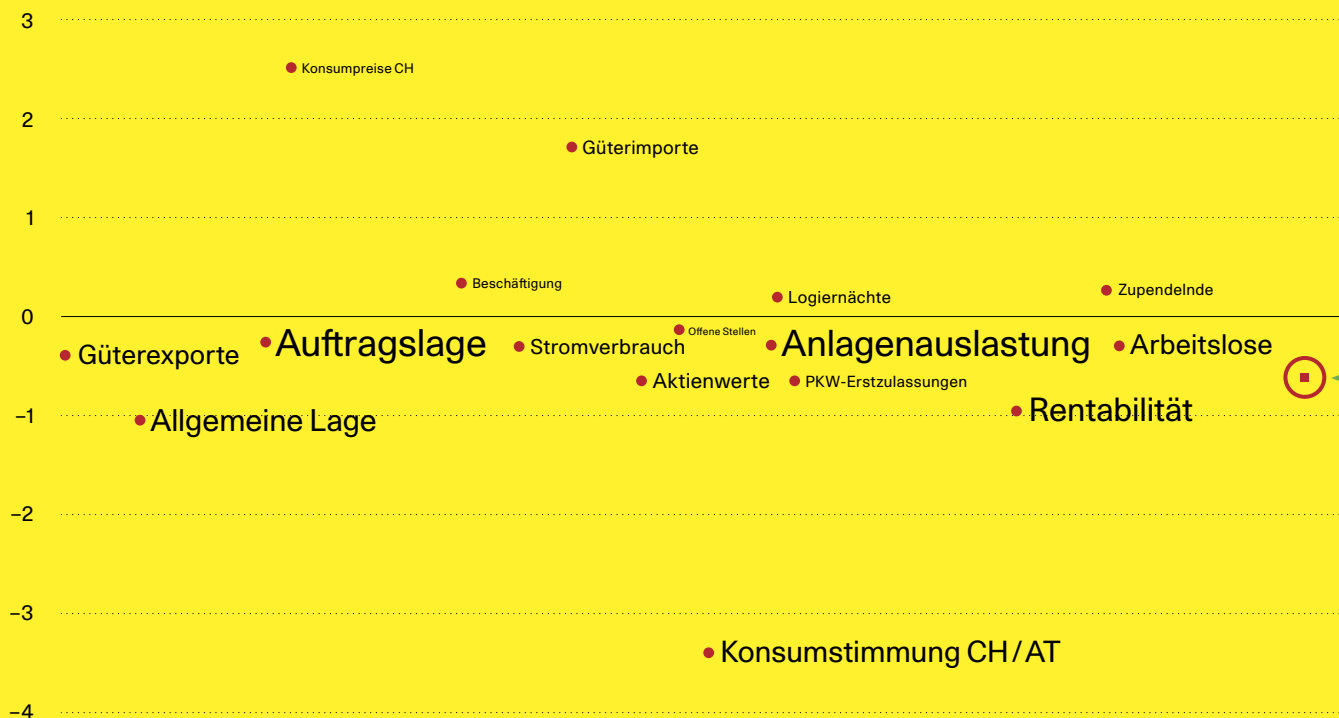 3
Konsumpreise CH
2
Güterimporte
1
Beschäftigung
Zupendelnde
Logiernächte
0
Offene Stellen
Güterexporte
Auftragslage
Stromverbrauch
Anlagenauslastung
Arbeitslose
Aktienwerte
PKW-Erstzulassungen
−1
Allgemeine Lage
Rentabilität
−2
−3
Konsumstimmung CH / AT
−4